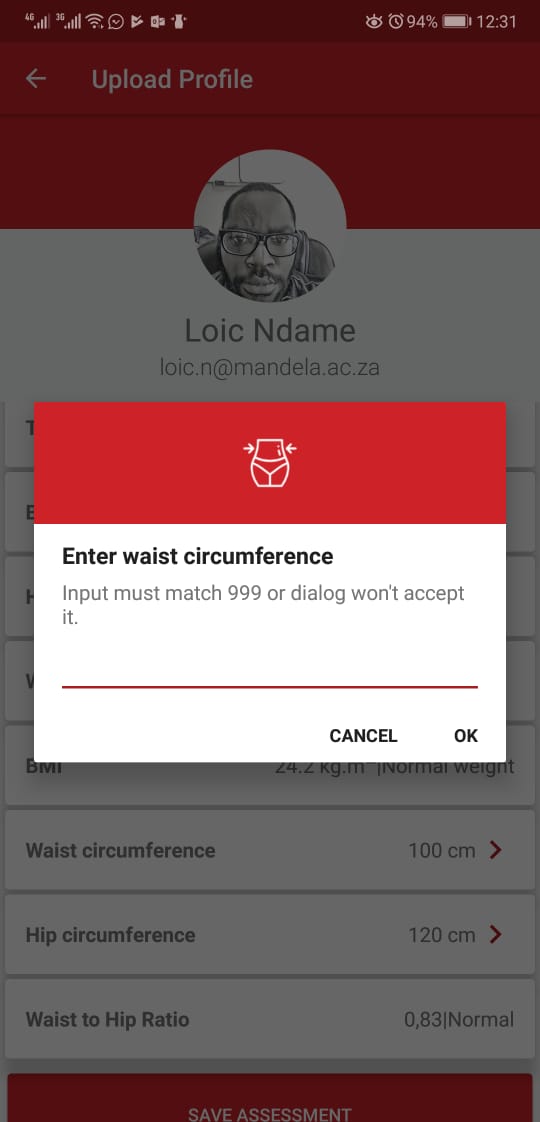 4G 3G 94% 12:31
Upload Profile
Loic Ndame
loic.n@mandela.ac.za
Enter waist circumference
Input must match 999 or dialog won't accept
it.
CANCEL OK
BMI 24.2 kg.m⁻²|Normal weight
Waist circumference 100 cm
Hip circumference 120 cm
Waist to Hip Ratio 0,83|Normal
SAVE ASSESSMENT